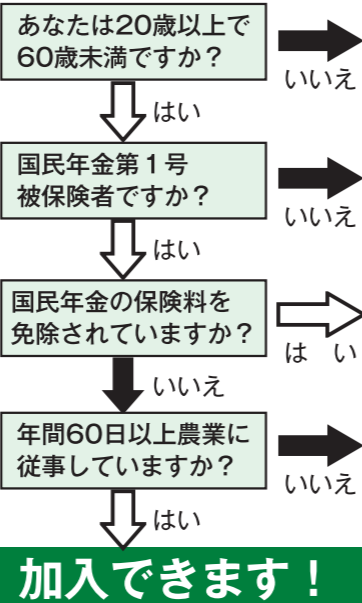 あなたは20歳以上で
60歳未満ですか？
いいえ
はい
国民年金第１号
被保険者ですか？
いいえ
はい
国民年金の保険料を
免除されていますか？
は　い
いいえ
年間60日以上農業に
従事していますか？
いいえ
はい
加入できます！